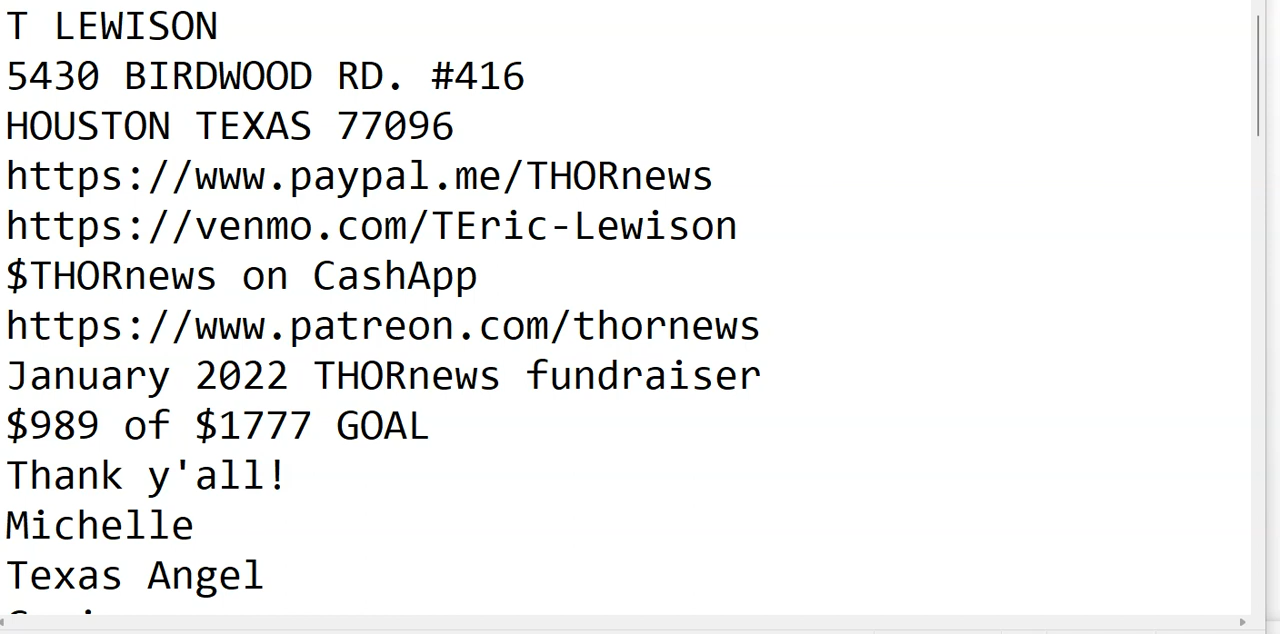 T LEWISON
5430 BIRDWOOD RD. #416
HOUSTON TEXAS 77096
https://www.paypal.me/THORnews
https://venmo.com/TEric-Lewison
$THORnews on CashApp
https://www.patreon.com/thornews
January 2022 THORnews fundraiser
$989 of $1777 GOAL
Thank y'all!
Michelle
Texas Angel